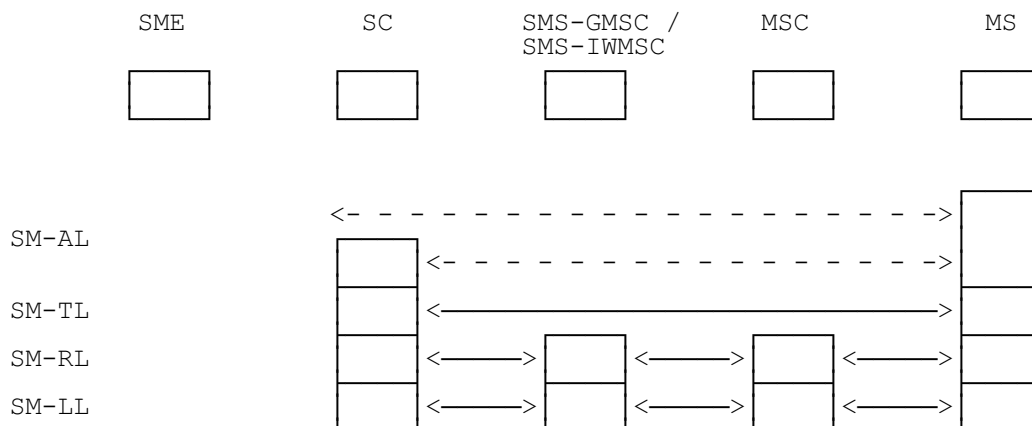 SME SC SMS-GMSC / MSC MS
SMS-IWMSC
SM-AL
SM-TL
SM-RL
SM-LL